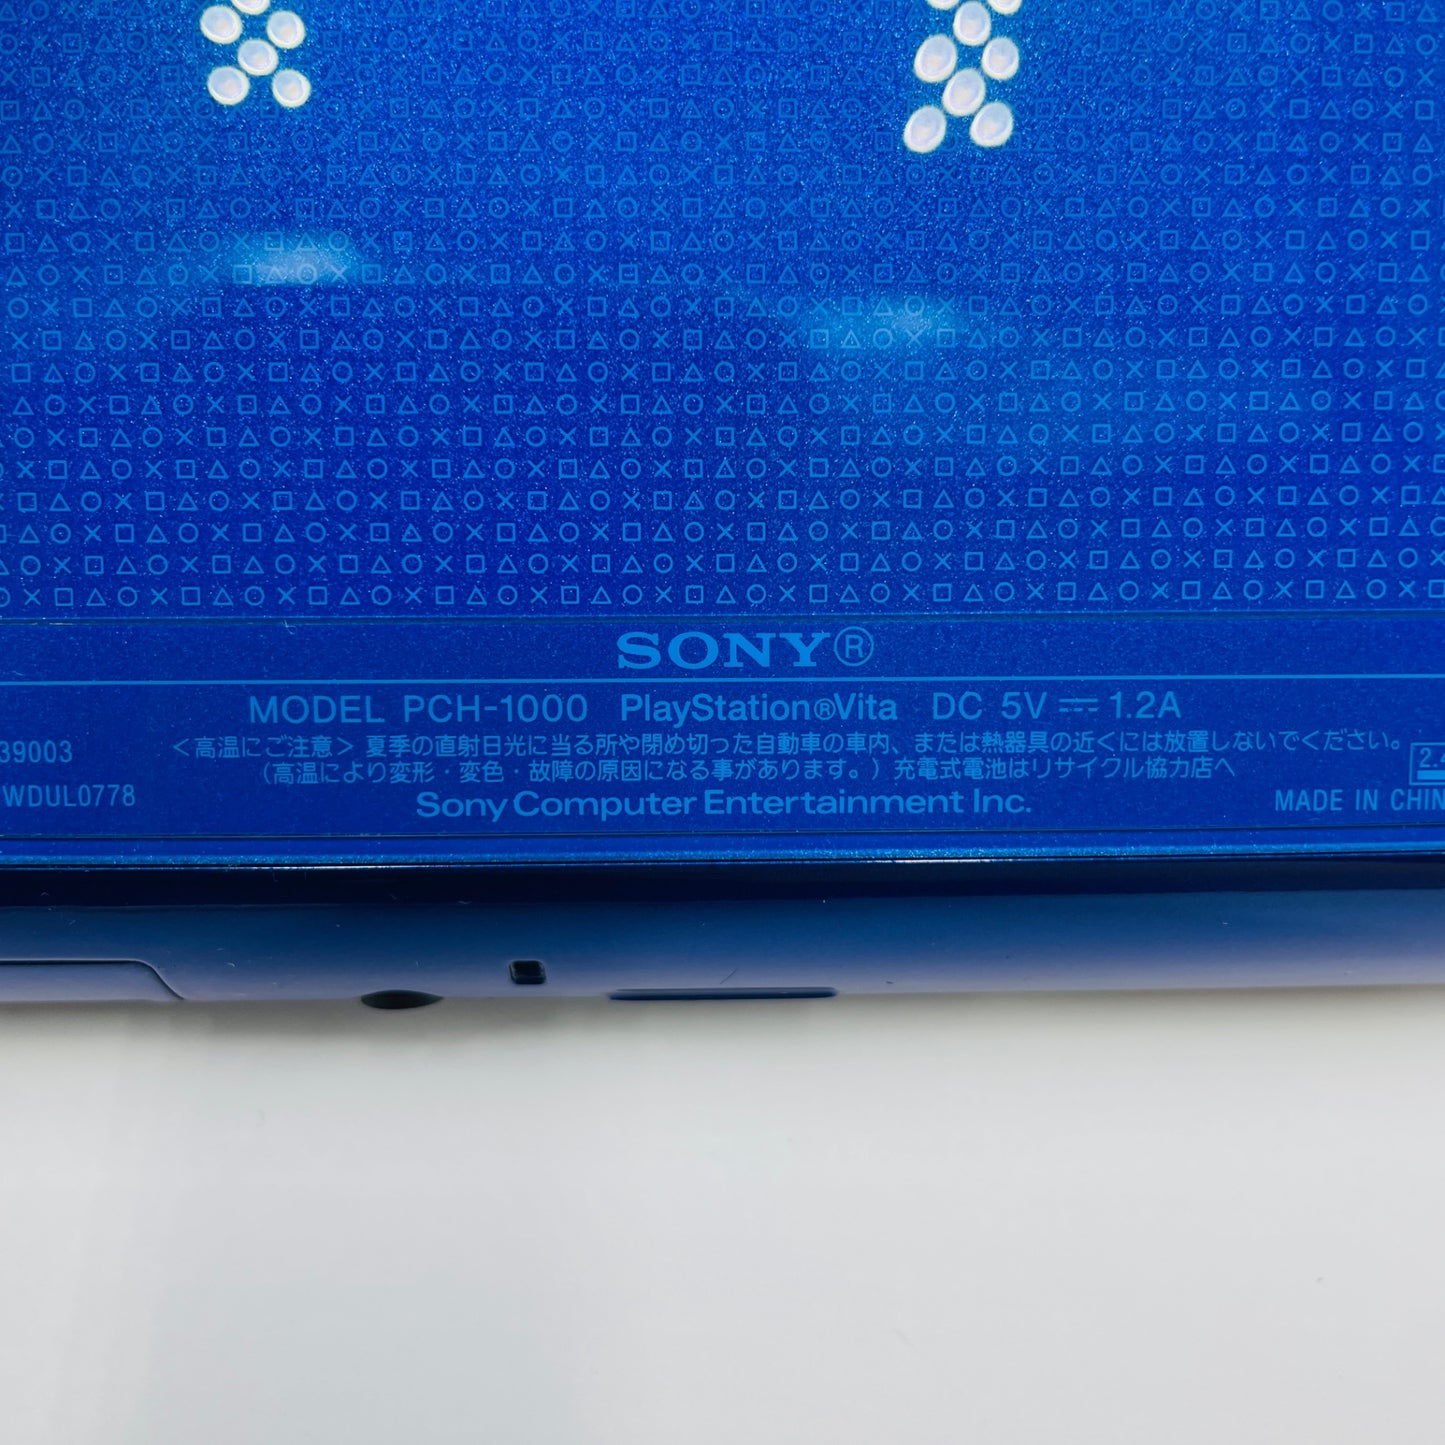 SONY®
MODEL PCH-1000 PlayStation®Vita DC 5V ⎓ 1.2A
39003 <高温にご注意> 夏季の直射日光に当る所や閉め切った自動車の車内、または熱器具の近くには放置しないでください。
(高温により変形・変色・故障の原因になる事があります。) 充電式電池はリサイクル協力店へ
WDUL0778 Sony Computer Entertainment Inc. MADE IN CHIN